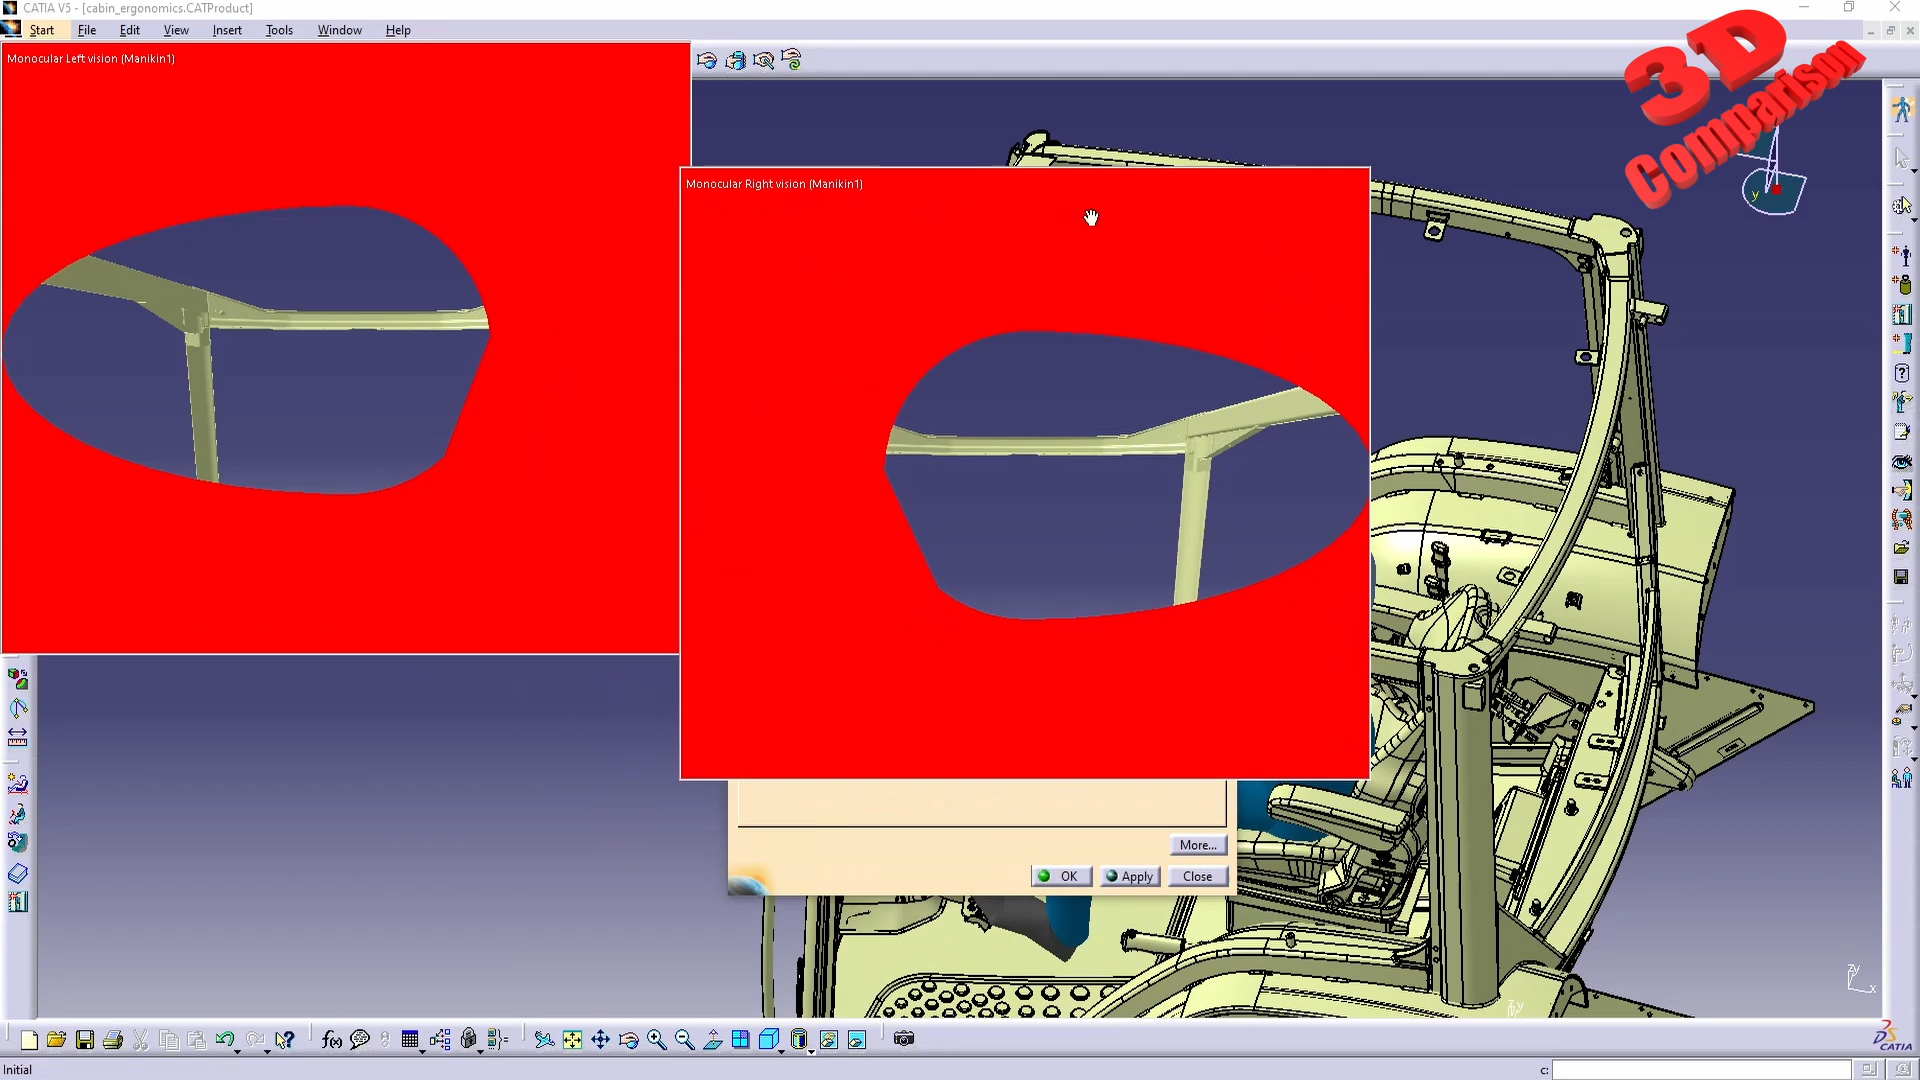 CATIA V5 - [cabin_ergonomics.CATProduct]
Start File Edit View Insert Tools Window Help
Monocular Left vision (Manikin1)
Monocular Right vision (Manikin1)
3D
Comparison
y
More...
OK Apply Close
f(x)
CATIA
Initial
c: